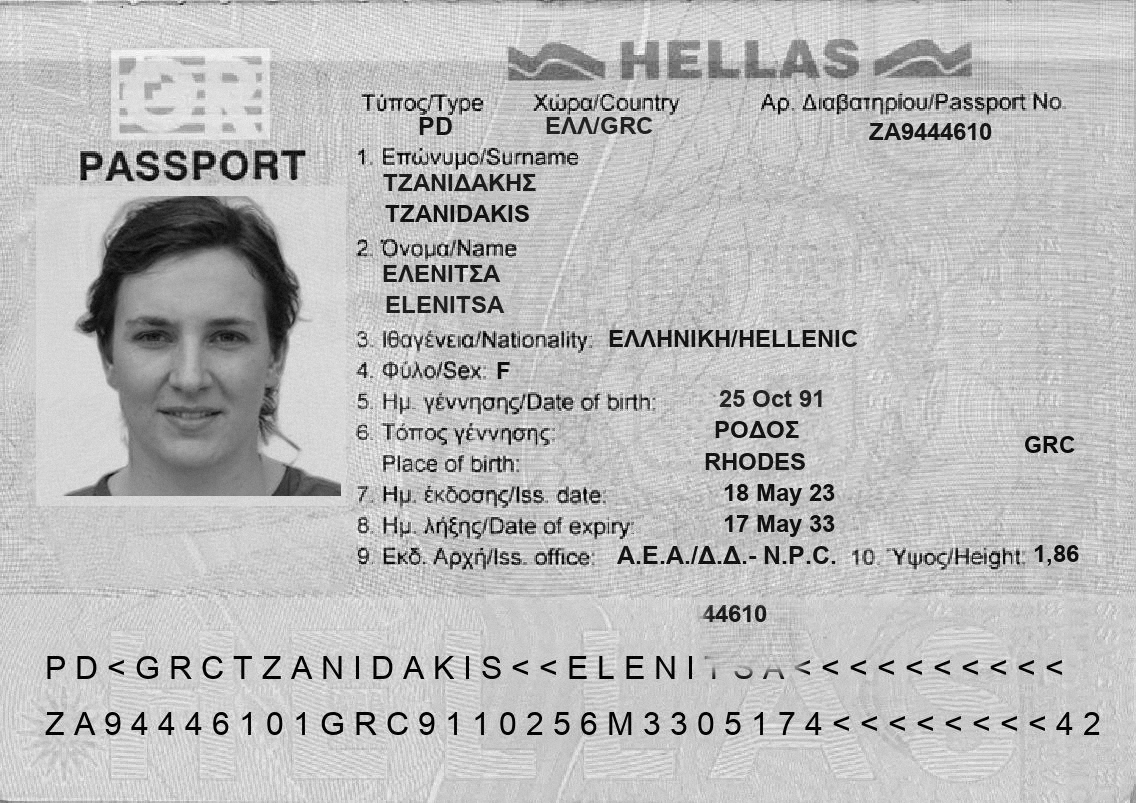 HELLAS
GR
PASSPORT
Τύπος/Type Χώρα/Country Αρ. Διαβατηρίου/Passport No.
PD ΕΛΛ/GRC ZA9444610
1. Επώνυμο/Surname
ΤΖΑΝΙΔΑΚΗΣ
TZANIDAKIS
2. Όνομα/Name
ΕΛΕΝΙΤΣΑ
ELENITSA
3. Ιθαγένεια/Nationality: ΕΛΛΗΝΙΚΗ/HELLENIC
4. Φύλο/Sex: F
5. Ημ. γέννησης/Date of birth: 25 Oct 91
6. Τόπος γέννησης: ΡΟΔΟΣ
GRC
Place of birth: RHODES
7. Ημ. έκδοσης/Iss. date: 18 May 23
8. Ημ. λήξης/Date of expiry: 17 May 33
9 Εκδ. Αρχή/Iss. office: Α.Ε.Α./Δ.Δ.- N.P.C. 10. Ύψος/Height: 1,86
44610
PD<GRCTZANIDAKIS<<ELENITSA<<<<<<<<<<
ZA94446101GRC9110256M3305174<<<<<<<<42
HELLAS